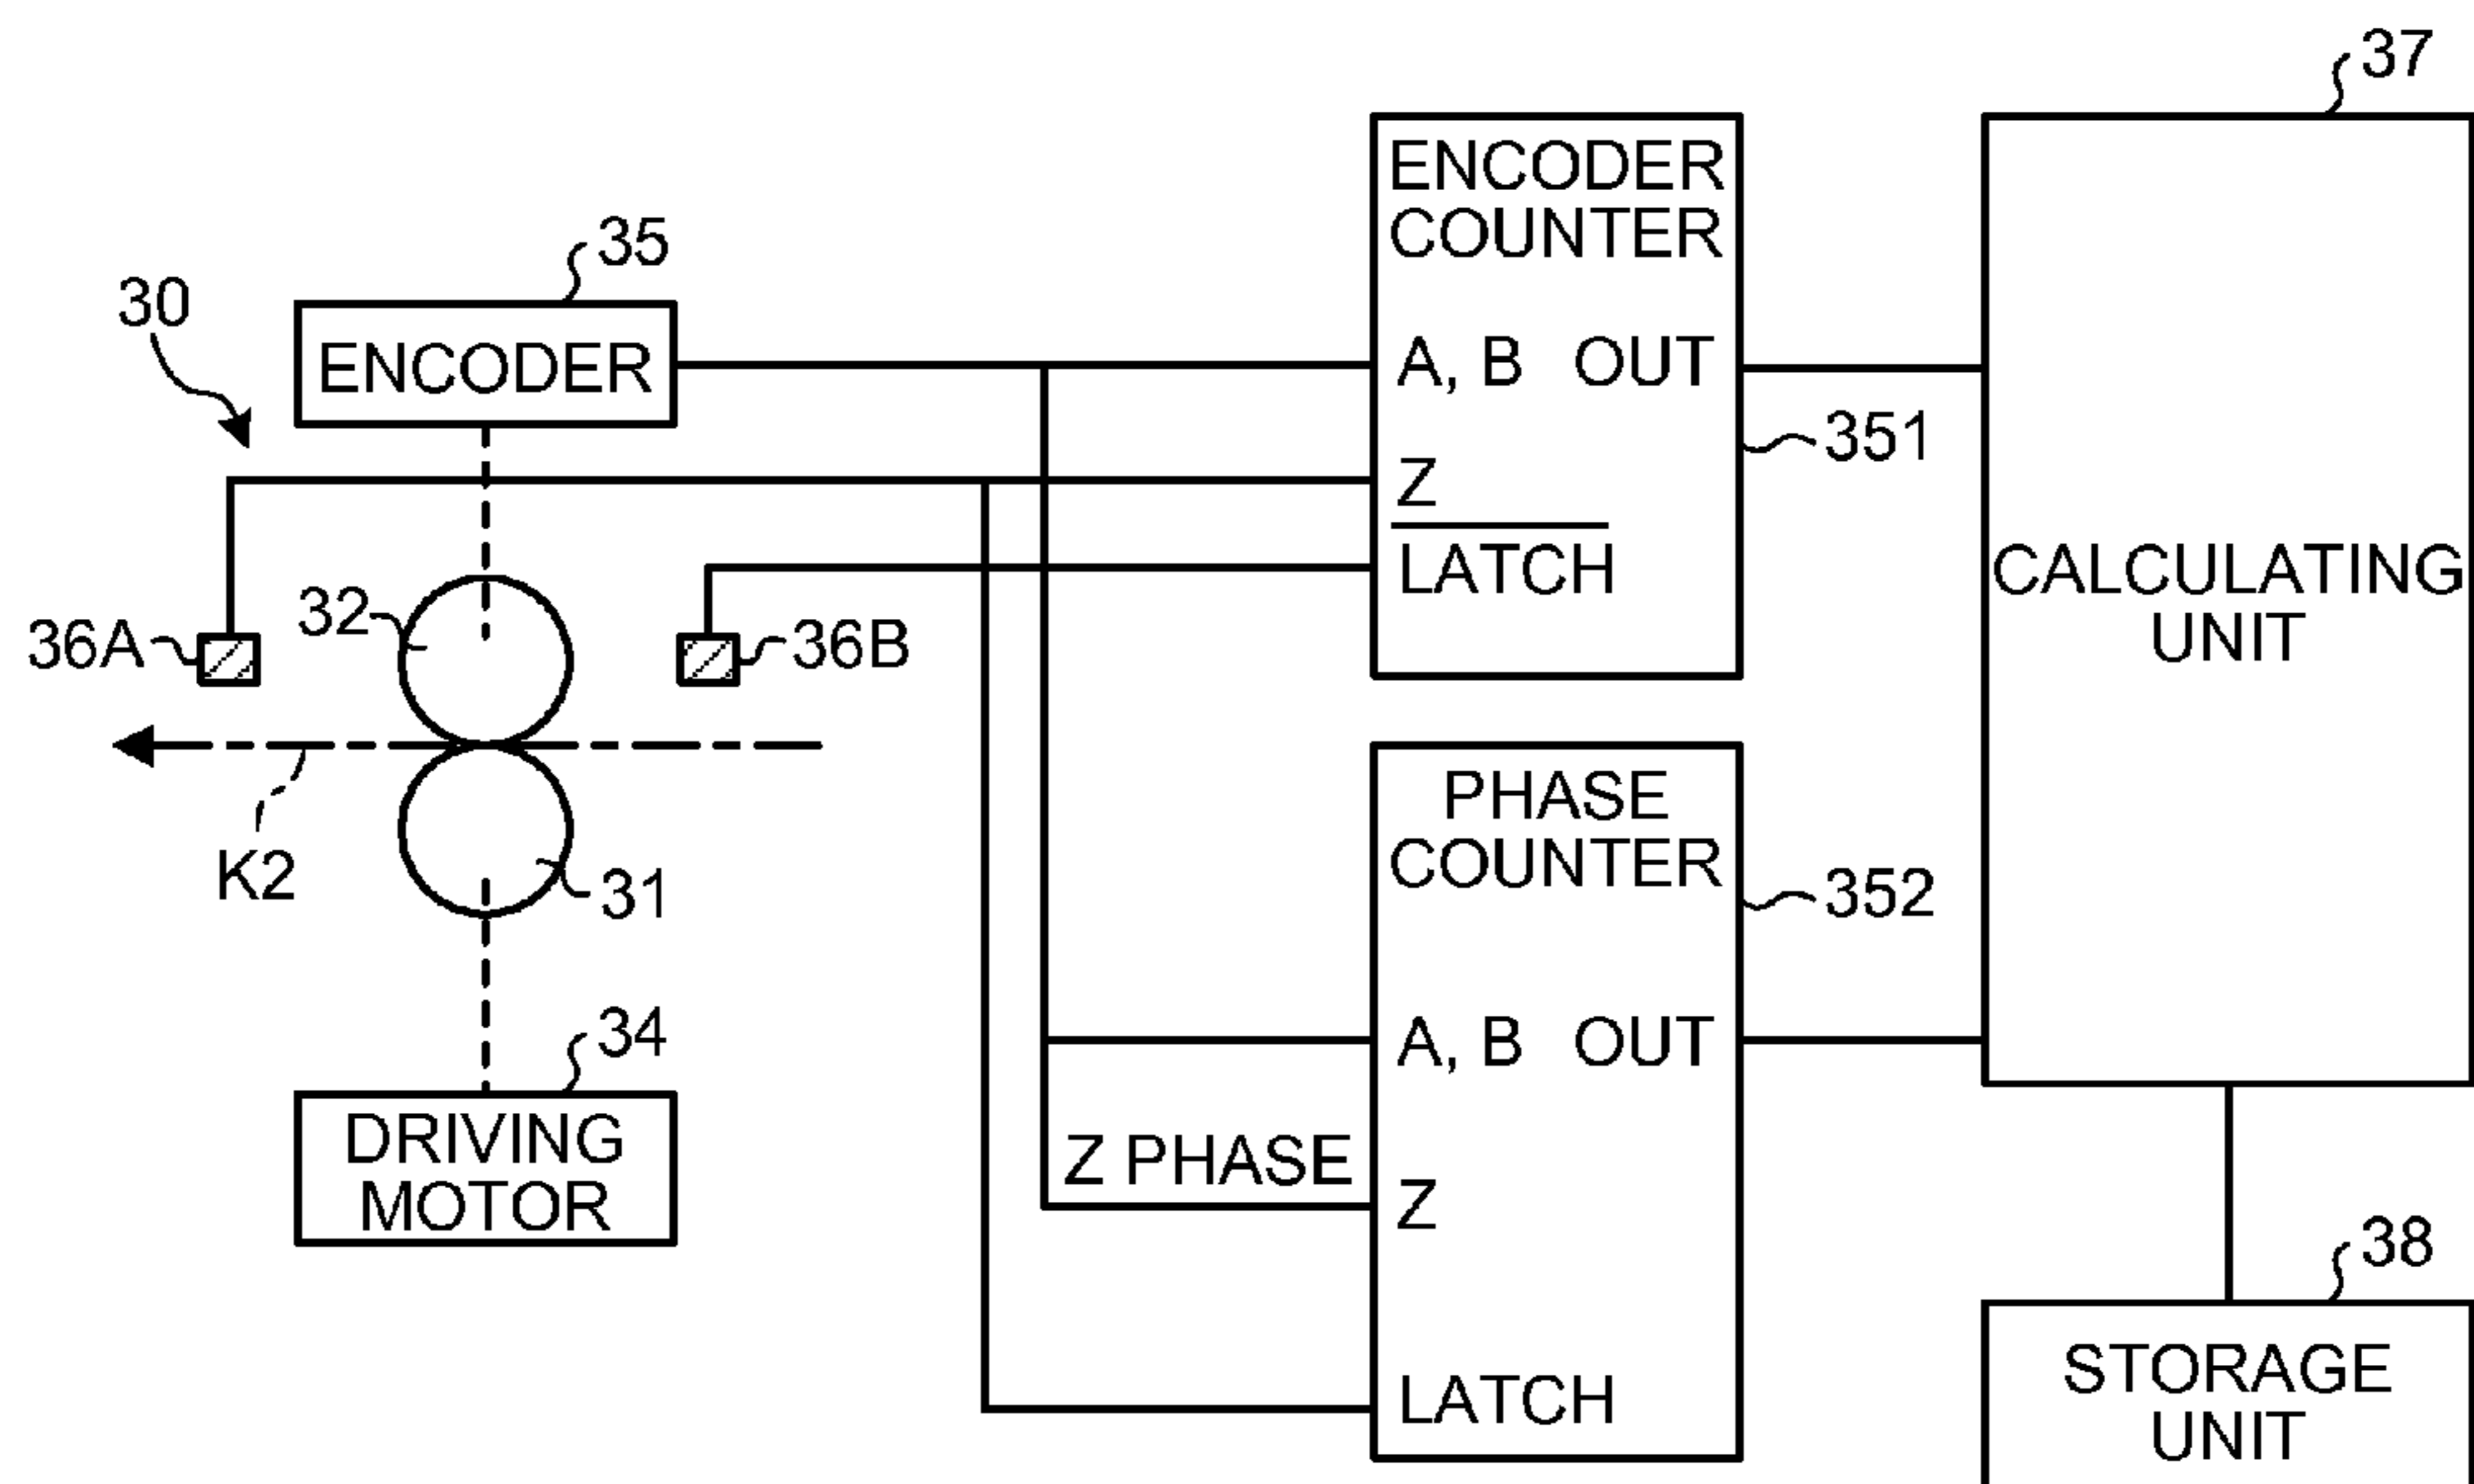 37
ENCODER
COUNTER
35
30
ENCODER
A, B OUT
351
Z
LATCH
CALCULATING
UNIT
32
36A
36B
PHASE
COUNTER
K2
31
352
34
A, B OUT
DRIVING
MOTOR
Z PHASE
Z
38
LATCH
STORAGE
UNIT